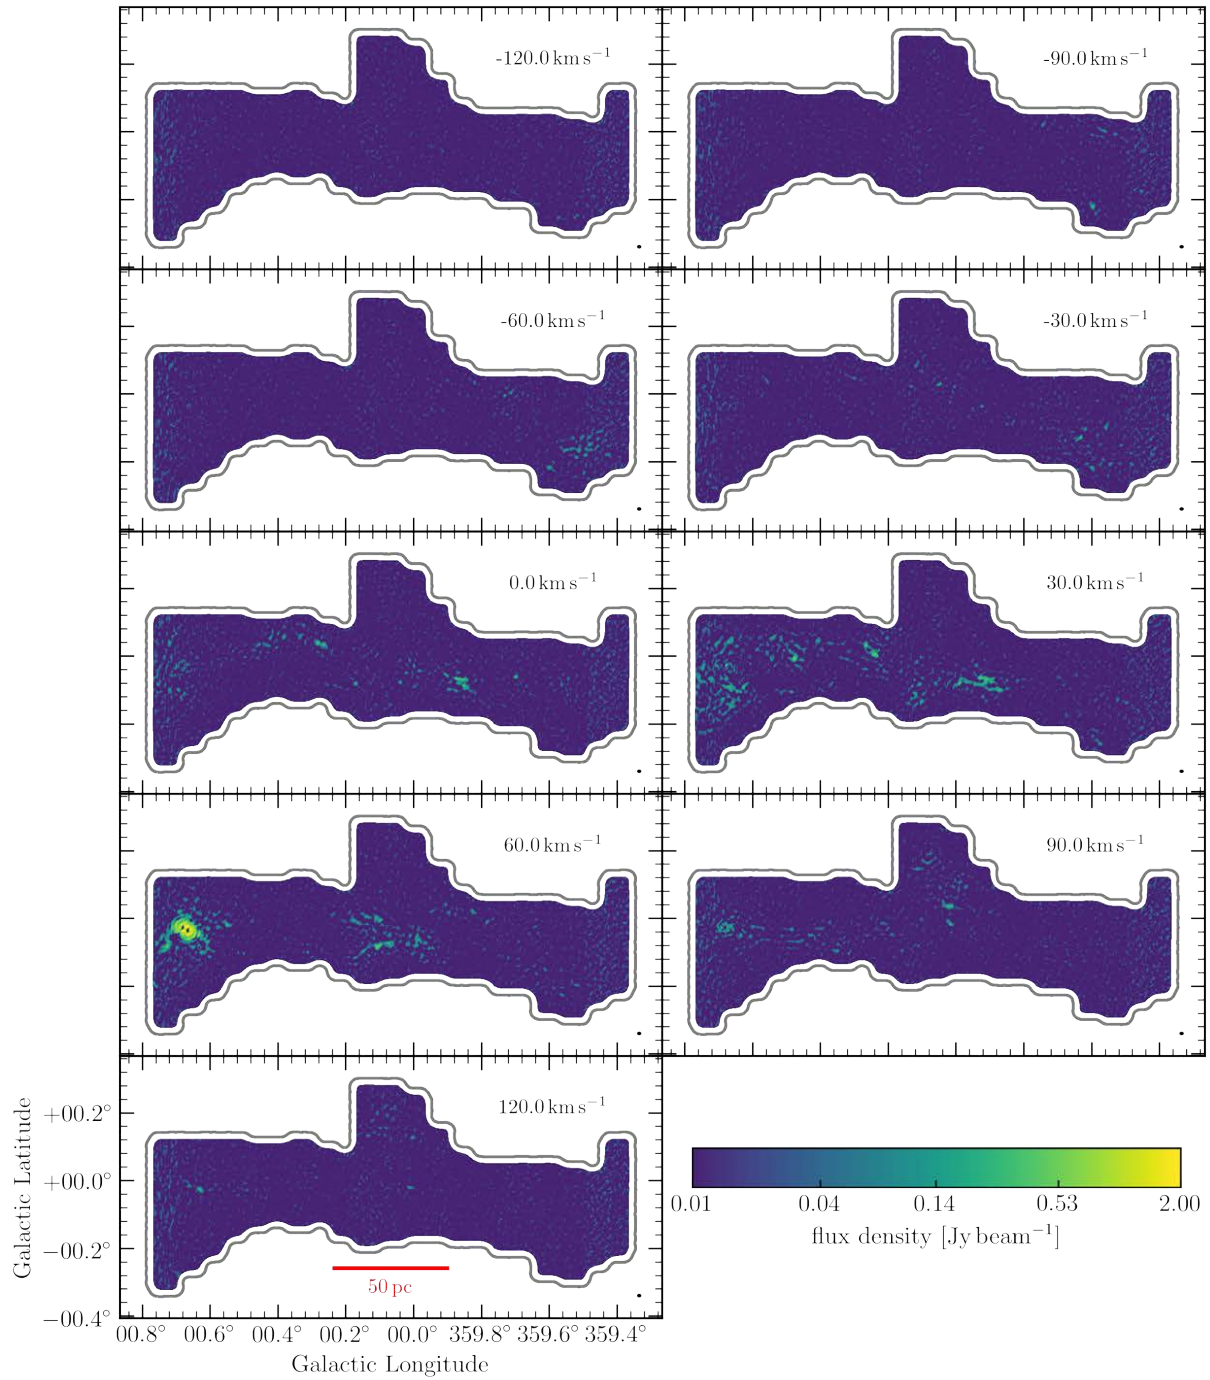 -120.0 km s⁻¹
-90.0 km s⁻¹
-60.0 km s⁻¹
-30.0 km s⁻¹
0.0 km s⁻¹
30.0 km s⁻¹
60.0 km s⁻¹
90.0 km s⁻¹
120.0 km s⁻¹
Galactic Latitude
+00.2°
+00.0°
−00.2°
−00.4°
50 pc
00.8° 00.6° 00.4° 00.2° 00.0° 359.8° 359.6° 359.4°
Galactic Longitude
0.01 0.04 0.14 0.53 2.00
flux density [Jy beam⁻¹]